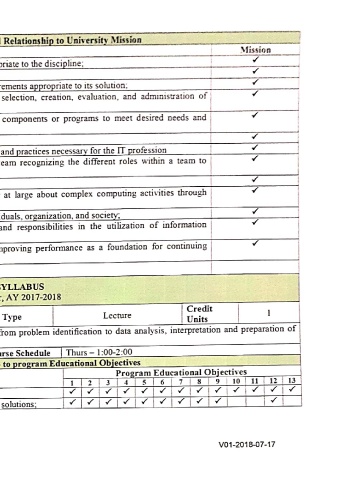 Relationship to University Mission
Mission
riate to the discipline; ✓
✓
rements appropriate to its solution; ✓
selection, creation, evaluation, and administration of ✓
components or programs to meet desired needs and ✓
✓
and practices necessary for the IT profession ✓
eam recognizing the different roles within a team to ✓
✓
at large about complex computing activities through ✓
duals, organization, and society; ✓
and responsibilities in the utilization of information ✓
mproving performance as a foundation for continuing ✓
SYLLABUS
r, AY 2017-2018
Type Lecture Credit Units 1
from problem identification to data analysis, interpretation and preparation of
rse Schedule Thurs – 1:00-2:00
to program Educational Objectives
Program Educational Objectives
1 2 3 4 5 6 7 8 9 10 11 12 13
✓ ✓ ✓ ✓ ✓ ✓ ✓ ✓ ✓ ✓ ✓ ✓ ✓
solutions; ✓ ✓ ✓ ✓ ✓ ✓ ✓ ✓ ✓ ✓
V01-2018-07-17